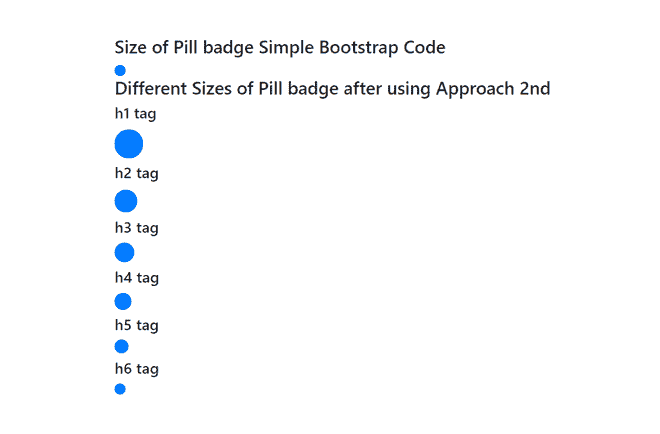 Size of Pill badge Simple Bootstrap Code
Different Sizes of Pill badge after using Approach 2nd
h1 tag
h2 tag
h3 tag
h4 tag
h5 tag
h6 tag